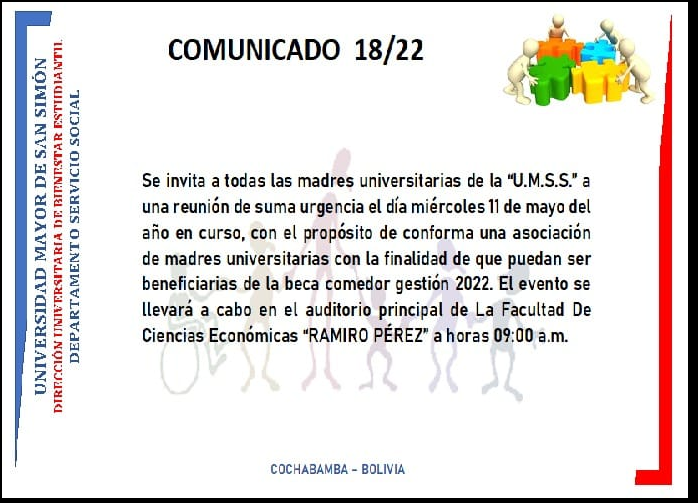 COMUNICADO 18/22
UNIVERSIDAD MAYOR DE SAN SIMÓN
DIRECCIÓN UNIVERSITARIA DE BIENESTAR ESTUDIANTIL
DEPARTAMENTO SERVICIO SOCIAL
Se invita a todas las madres universitarias de la “U.M.S.S.” a
una reunión de suma urgencia el día miércoles 11 de mayo del
año en curso, con el propósito de conforma una asociación
de madres universitarias con la finalidad de que puedan ser
beneficiarias de la beca comedor gestión 2022. El evento se
llevará a cabo en el auditorio principal de La Facultad De
Ciencias Económicas “RAMIRO PÉREZ” a horas 09:00 a.m.
COCHABAMBA – BOLIVIA